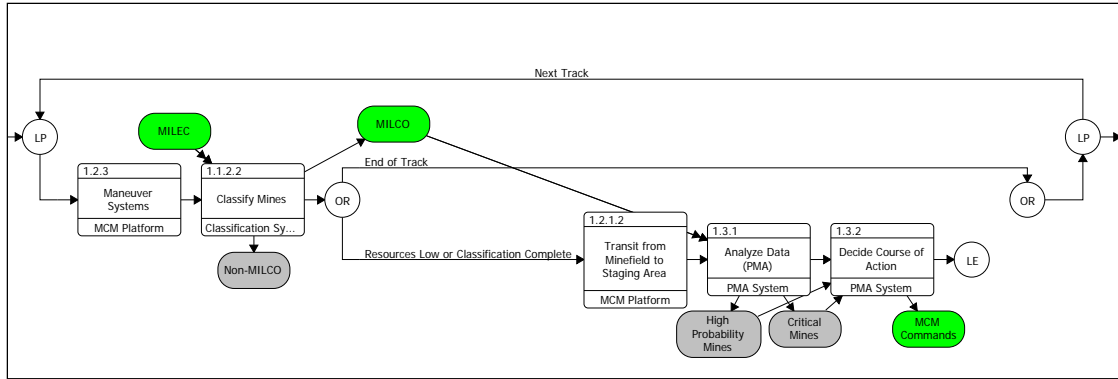 Next Track
LP
LP
MILEC
MILCO
1.2.3
Maneuver
Systems
MCM Platform
1.1.2.2
Classify Mines
Classification Sy...
End of Track
OR
OR
Non-MILCO
Resources Low or Classification Complete
1.2.1.2
Transit from
Minefield to
Staging Area
MCM Platform
1.3.1
Analyze Data
(PMA)
PMA System
1.3.2
Decide Course of
Action
PMA System
LE
High
Probability
Mines
Critical
Mines
MCM
Commands